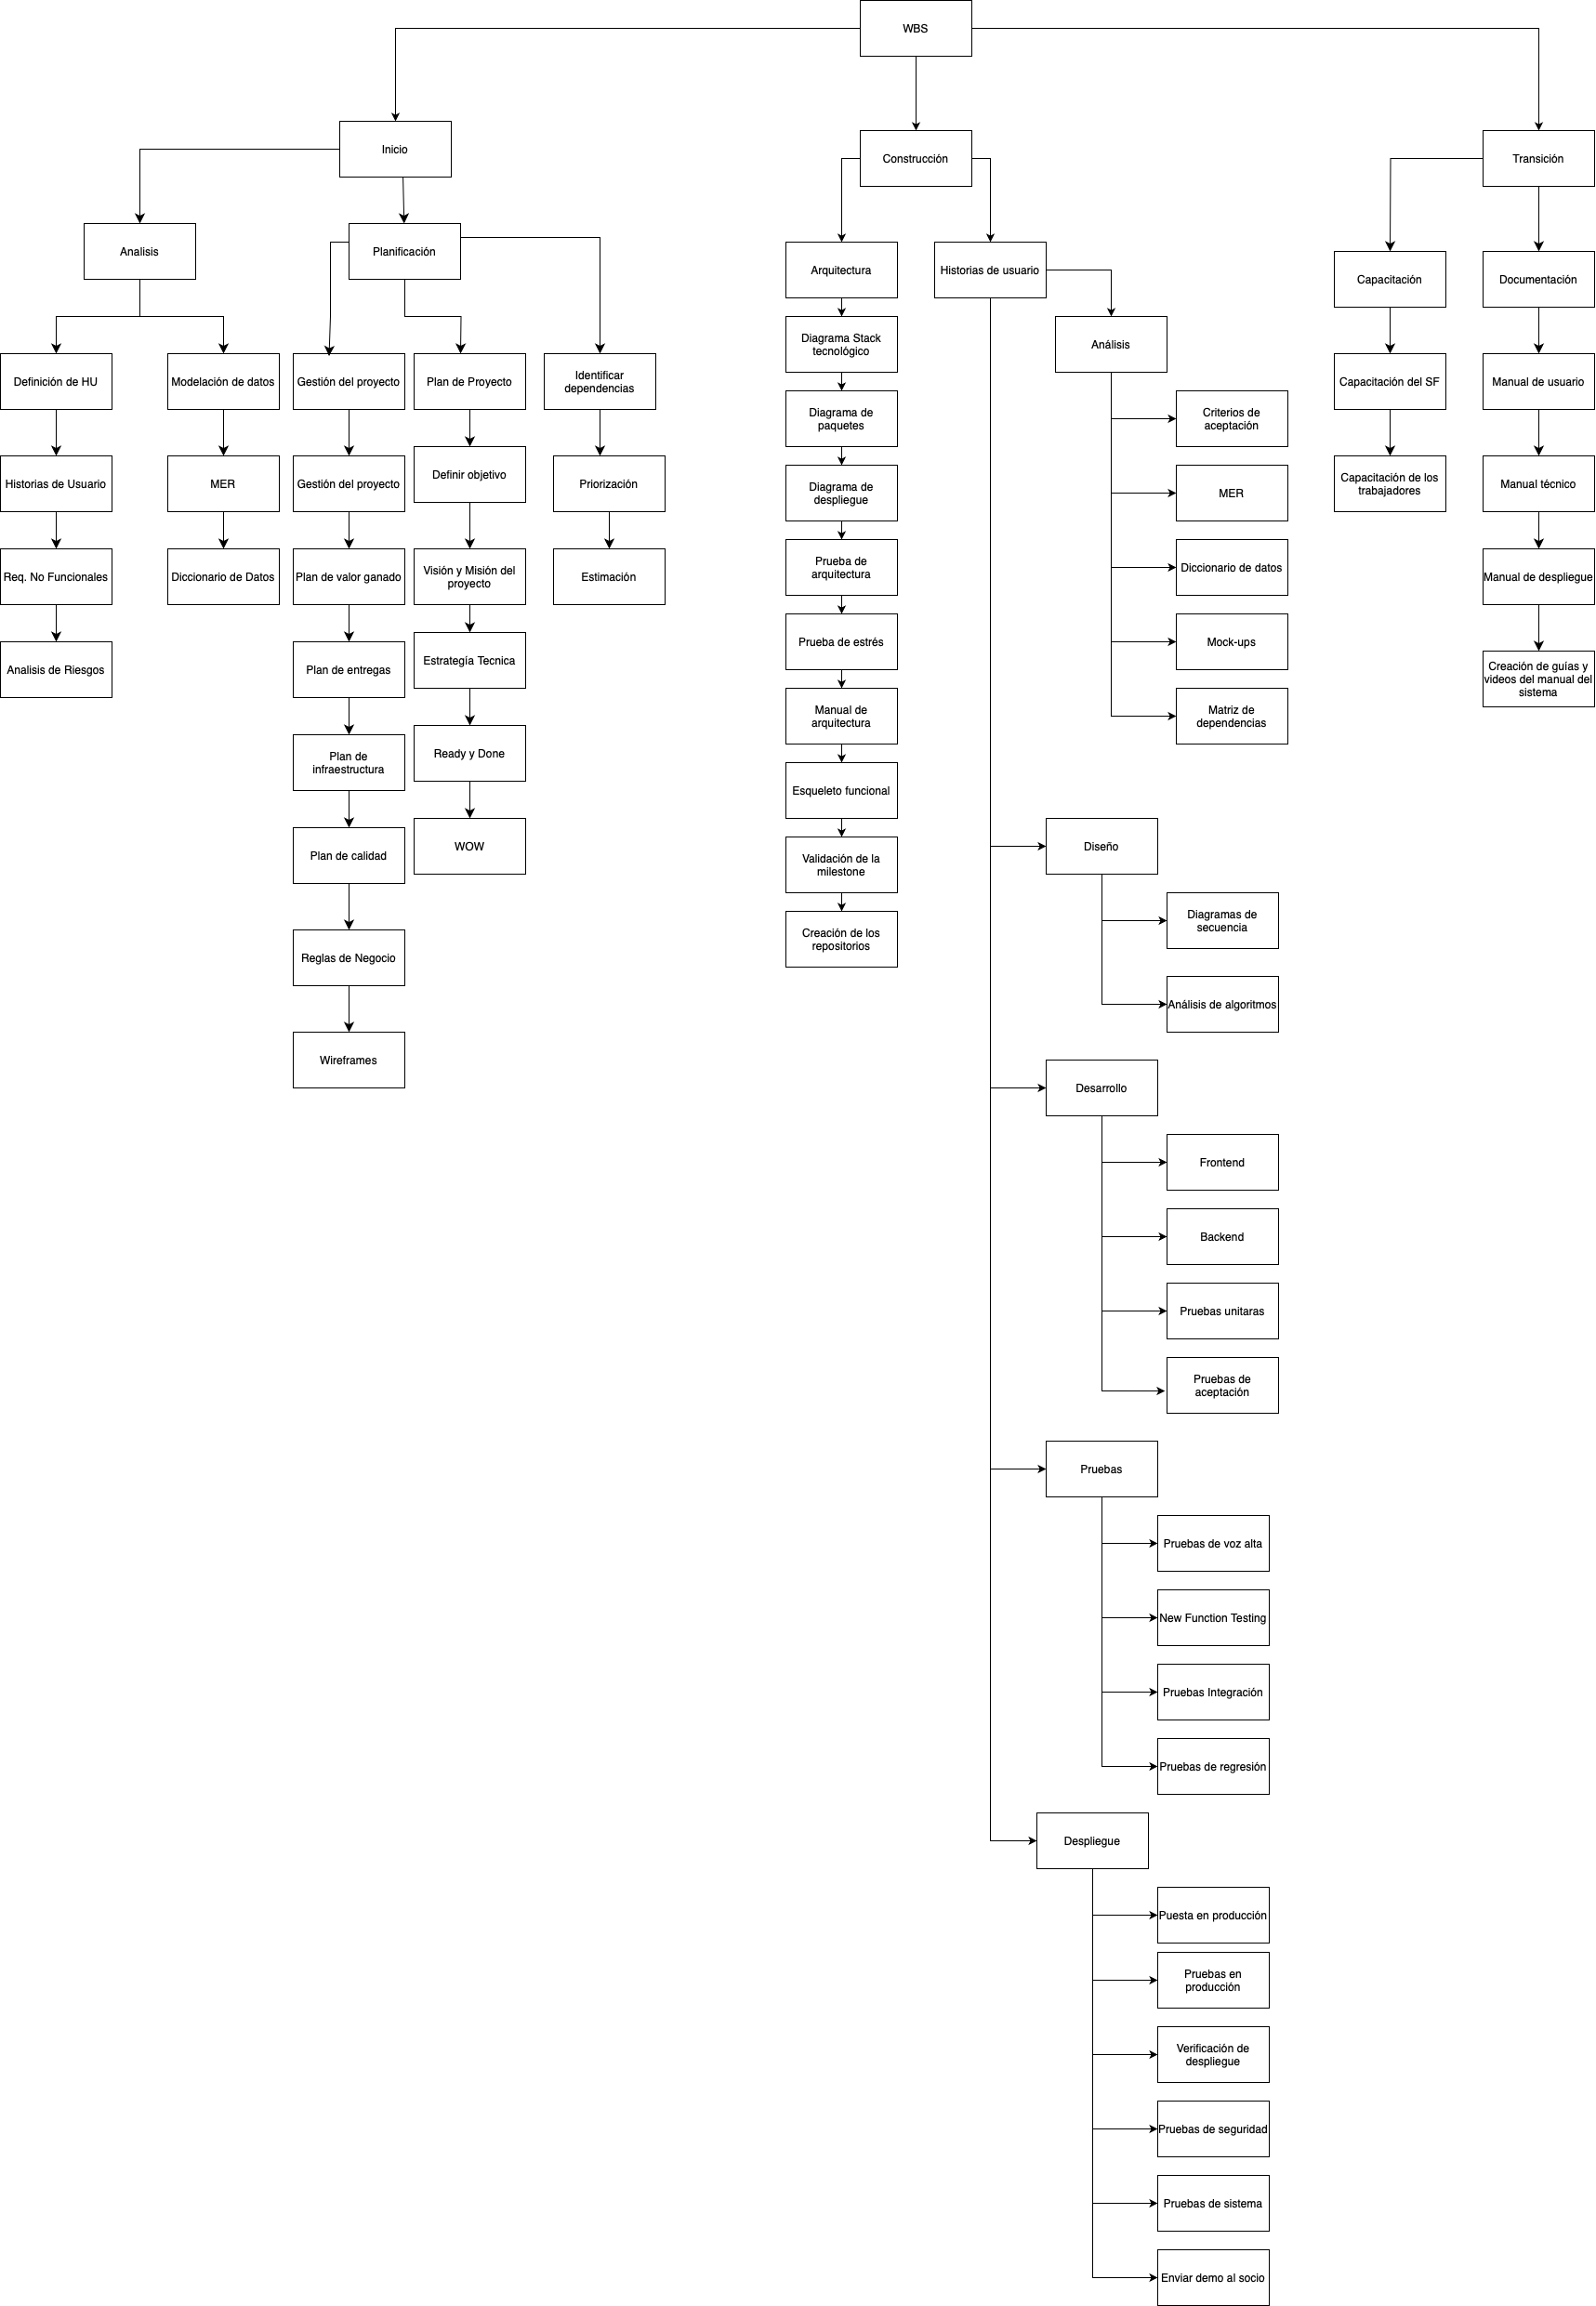 WBS
Inicio
Construcción
Transición
Analisis
Planificación
Arquitectura
Historias de usuario
Capacitación
Documentación
Definición de HU
Modelación de datos
Gestión del proyecto
Plan de Proyecto
Identificar
dependencias
Historias de Usuario
MER
Gestión del proyecto
Definir objetivo
Priorización
Req. No Funcionales
Diccionario de Datos
Plan de valor ganado
Visión y Misión del
proyecto
Estimación
Analisis de Riesgos
Plan de entregas
Estrategía Tecnica
Plan de
infraestructura
Ready y Done
Plan de calidad
WOW
Reglas de Negocio
Wireframes
Diagrama Stack
tecnológico
Diagrama de
paquetes
Diagrama de
despliegue
Prueba de
arquitectura
Prueba de estrés
Manual de
arquitectura
Esqueleto funcional
Validación de la
milestone
Creación de los
repositorios
Análisis
Criterios de
aceptación
MER
Diccionario de datos
Mock-ups
Matriz de
dependencias
Diseño
Diagramas de
secuencia
Análisis de algoritmos
Desarrollo
Frontend
Backend
Pruebas unitaras
Pruebas de
aceptación
Pruebas
Pruebas de voz alta
New Function Testing
Pruebas Integración
Pruebas de regresión
Despliegue
Puesta en producción
Pruebas en
producción
Verificación de
despliegue
Pruebas de seguridad
Pruebas de sistema
Enviar demo al socio
Capacitación del SF
Capacitación de los
trabajadores
Manual de usuario
Manual técnico
Manual de despliegue
Creación de guías y
videos del manual del
sistema